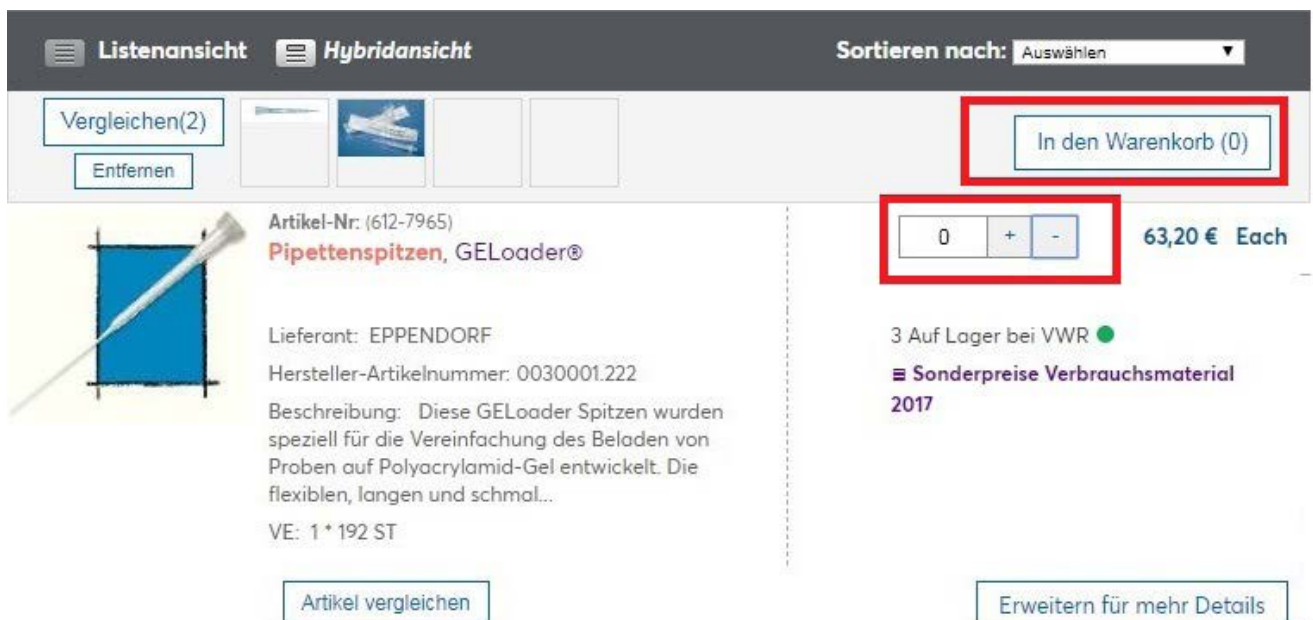 Listenansicht Hybridansicht Sortieren nach: Auswählen
Vergleichen(2)
Entfernen
In den Warenkorb (0)
Artikel-Nr: (612-7965)
Pipettenspitzen, GELoader®
0 + - 63,20 € Each
Lieferant: EPPENDORF
Hersteller-Artikelnummer: 0030001.222
Beschreibung: Diese GELoader Spitzen wurden
speziell für die Vereinfachung des Beladen von
Proben auf Polyacrylamid-Gel entwickelt. Die
flexiblen, langen und schmal...
VE: 1 * 192 ST
3 Auf Lager bei VWR
Sonderpreise Verbrauchsmaterial
2017
Artikel vergleichen
Erweitern für mehr Details